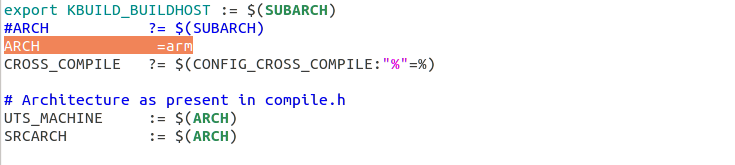 export KBUILD_BUILDHOST := $(SUBARCH)
#ARCH           ?= $(SUBARCH)
ARCH             =arm
CROSS_COMPILE   ?= $(CONFIG_CROSS_COMPILE:"%"=%)
# Architecture as present in compile.h
UTS_MACHINE     := $(ARCH)
SRCARCH         := $(ARCH)